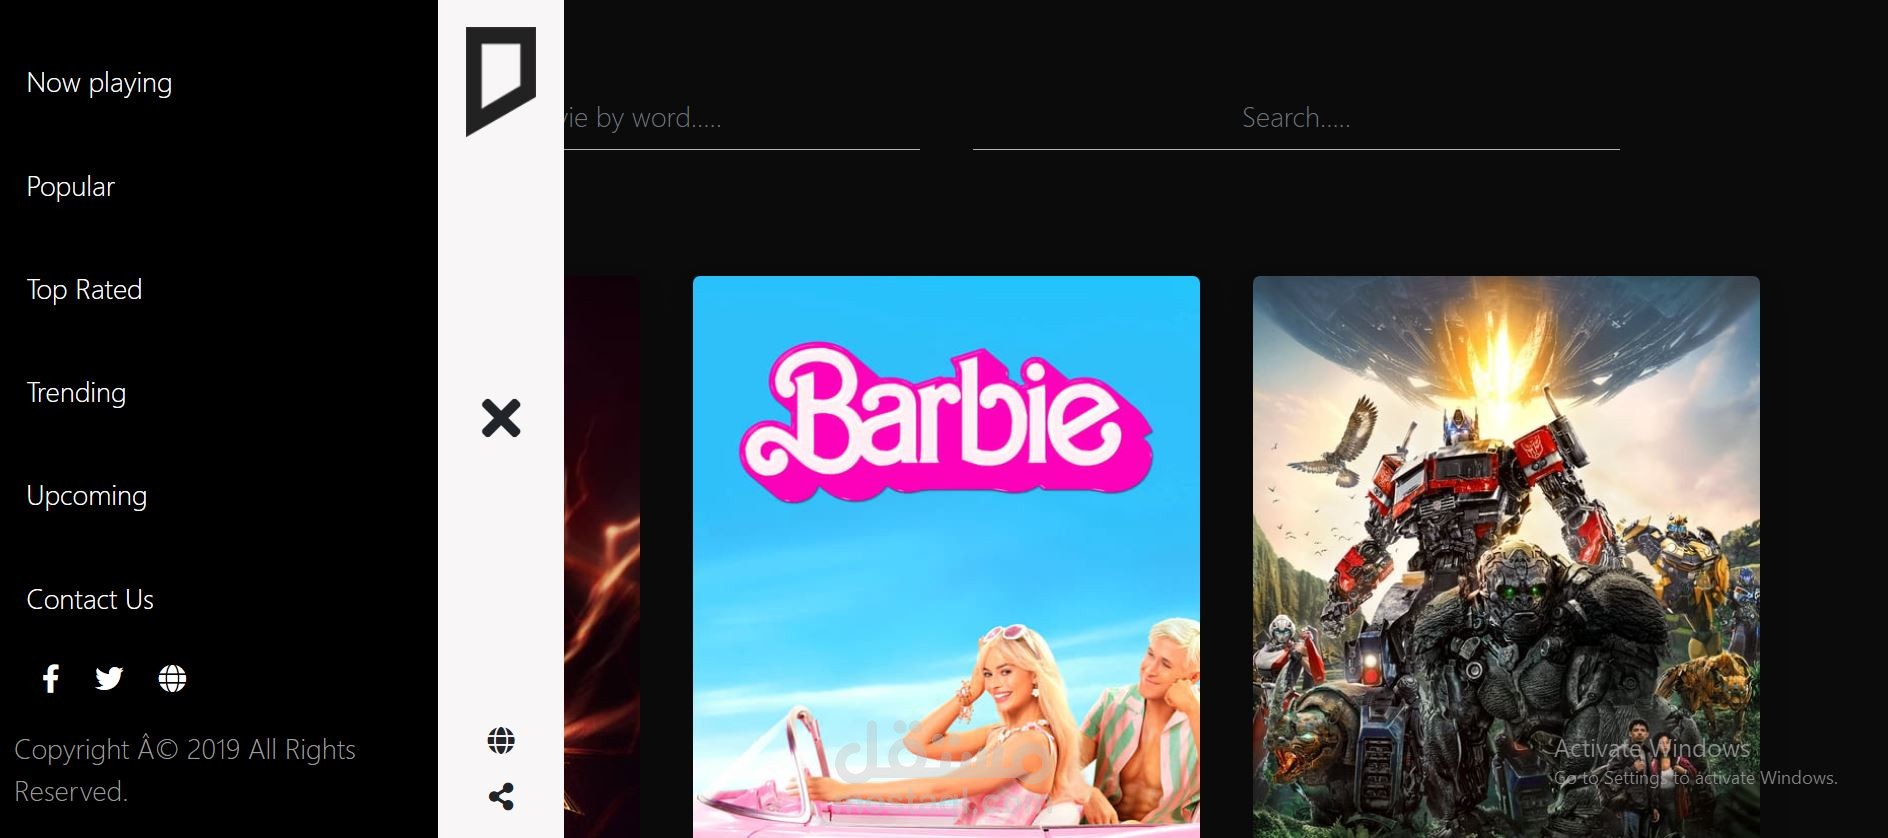 Now playing
Popular
Top Rated
Trending
Upcoming
Contact Us
Copyright Â© 2019 All Rights
Reserved.
vie by word.....
Search.....
Barbie
مستقل
Activate Windows
Go to Settings to activate Windows.